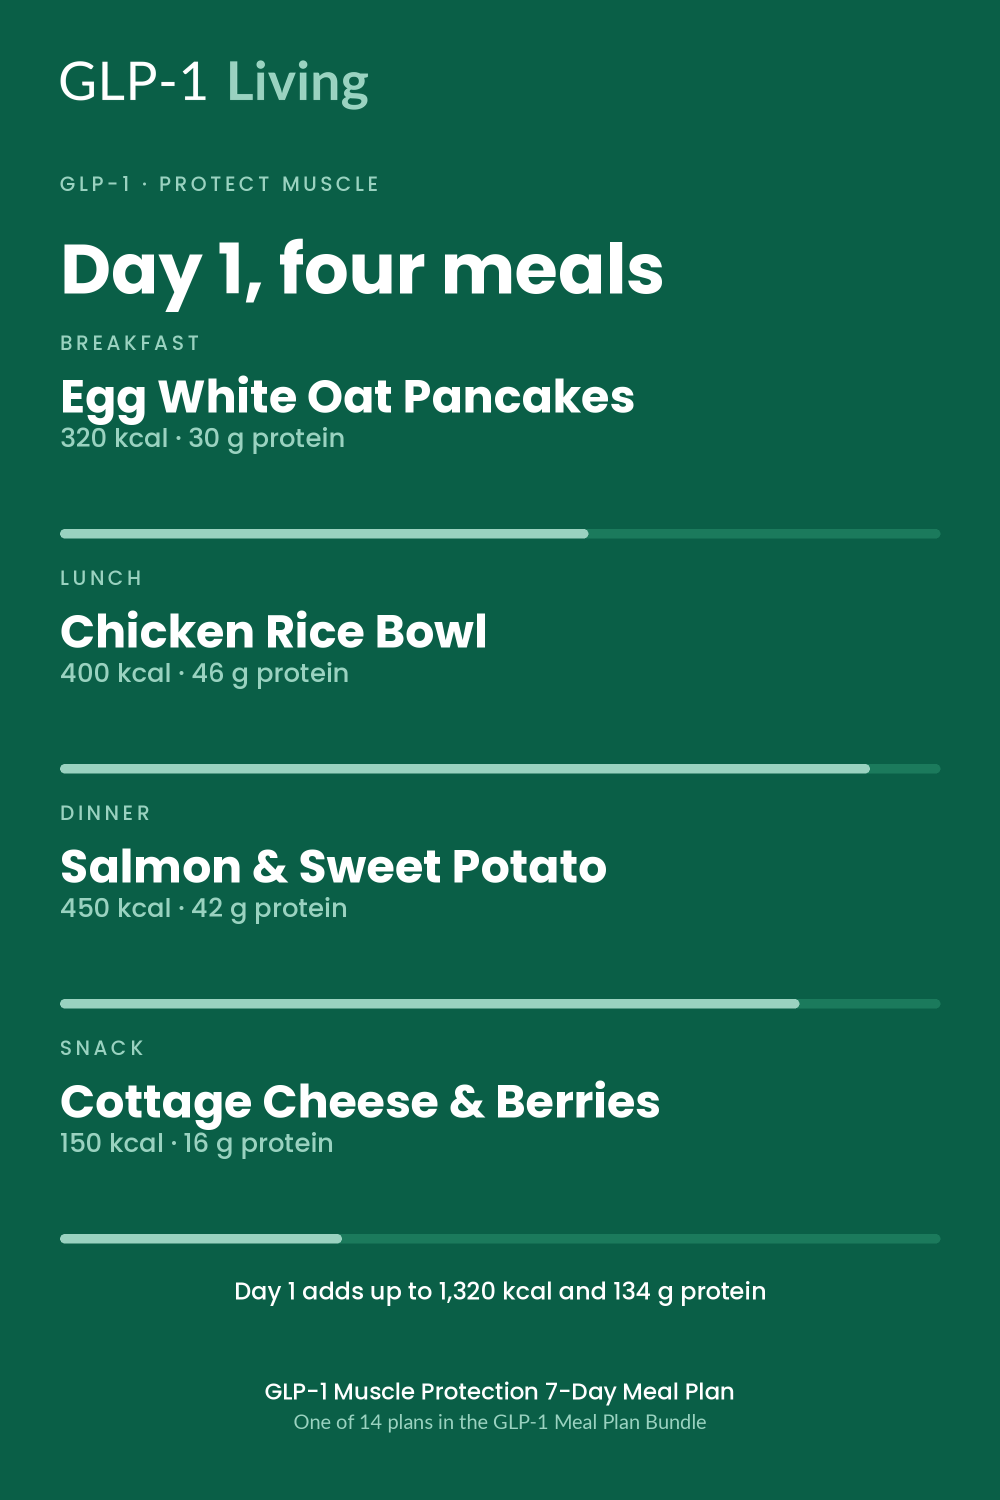 GLP-1 Living
GLP-1 · PROTECT MUSCLE
Day 1, four meals
BREAKFAST
Egg White Oat Pancakes
320 kcal · 30 g protein
LUNCH
Chicken Rice Bowl
400 kcal · 46 g protein
DINNER
Salmon & Sweet Potato
450 kcal · 42 g protein
SNACK
Cottage Cheese & Berries
150 kcal · 16 g protein
Day 1 adds up to 1,320 kcal and 134 g protein
GLP-1 Muscle Protection 7-Day Meal Plan
One of 14 plans in the GLP-1 Meal Plan Bundle